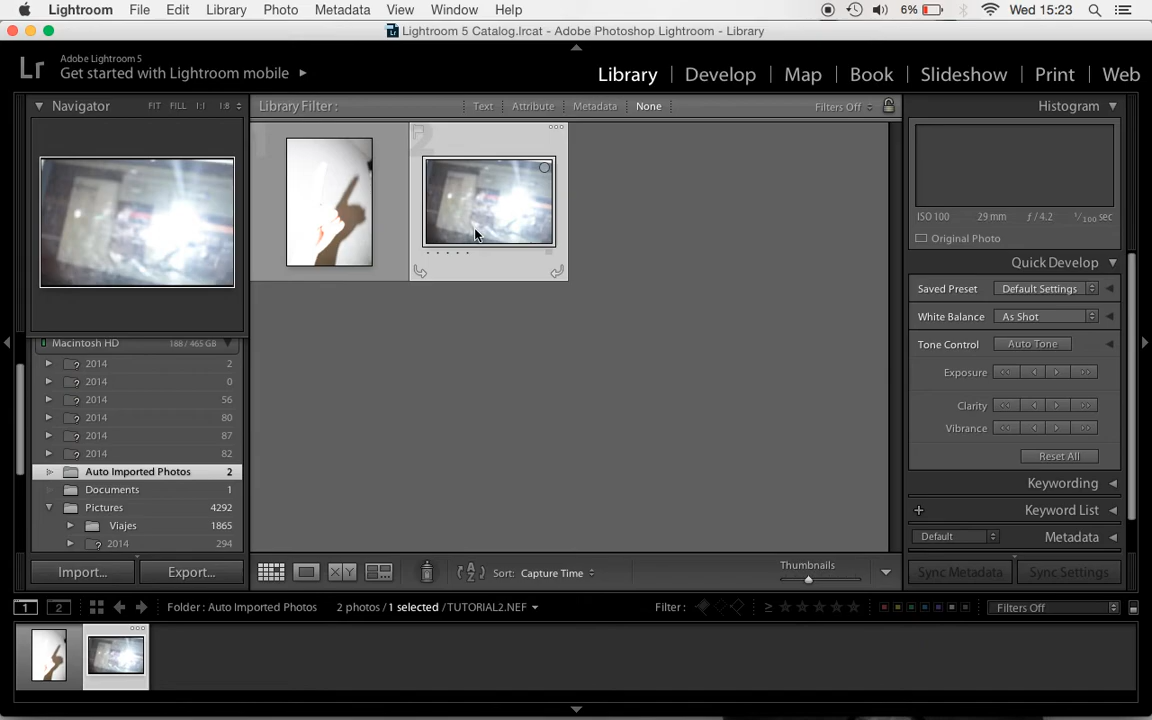 Lightroom File Edit Library Photo Metadata View Window Help 6% Wed 15:23
Lightroom 5 Catalog.lrcat - Adobe Photoshop Lightroom - Library
Lr Adobe Lightroom 5
Get started with Lightroom mobile
Library | Develop | Map | Book | Slideshow | Print | Web
Navigator FIT FILL 1:1 1:8
Library Filter : Text Attribute Metadata None Filters Off
Histogram
1 2
ISO 100 29 mm ƒ / 4.2 1/100 sec
Original Photo
Quick Develop
Saved Preset Default Settings
White Balance As Shot
Tone Control Auto Tone
Exposure
Clarity
Vibrance
Reset All
Keywording
Keyword List
Default Metadata
Macintosh HD 188 / 465 GB
2014 2
2014 0
2014 56
2014 80
2014 87
2014 82
Auto Imported Photos 2
Documents 1
Pictures 4292
Viajes 1865
2014 294
Import... Export...
XY Sort: Capture Time Thumbnails
Sync Metadata Sync Settings
1 2 Folder : Auto Imported Photos 2 photos / 1 selected / TUTORIAL2.NEF Filter : ≥ Filters Off